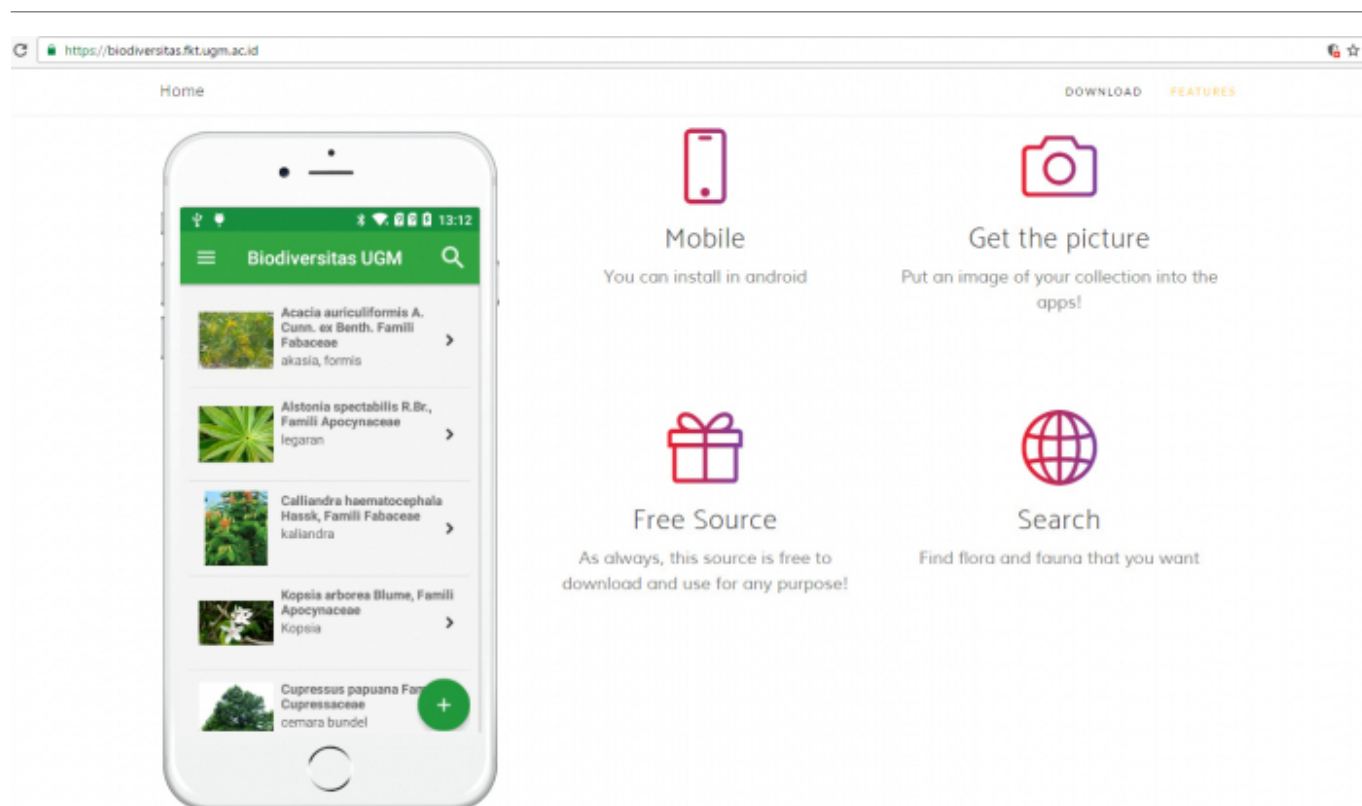 https://biodiversitas.fkt.ugm.ac.id
Home
DOWNLOAD FEATURES
13:12
Biodiversitas UGM
Acacia auriculiformis A.
Cunn. ex Benth. Famili
Fabaceae
akasia, formis
Alstonia spectabilis R.Br.,
Famili Apocynaceae
legaran
Calliandra haematocephala
Hassk, Famili Fabaceae
kaliandra
Kopsia arborea Blume, Famili
Apocynaceae
Kopsia
Cupressus papuana Fam
Cupressaceae
cemara bundel
+
Mobile
You can install in android
Get the picture
Put an image of your collection into the
apps!
Free Source
As always, this source is free to
download and use for any purpose!
Search
Find flora and fauna that you want